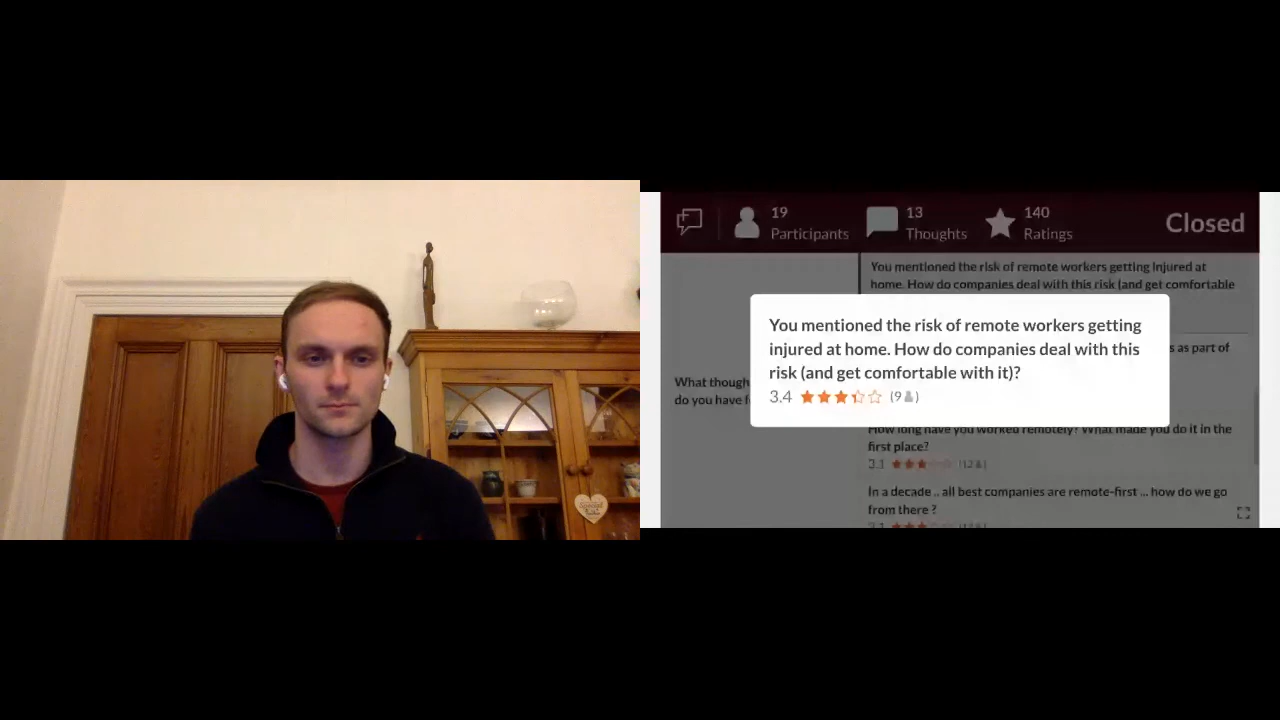 19
Participants
13
Thoughts
140
Ratings
Closed
You mentioned the risk of remote workers getting injured at
home. How do companies deal with this risk (and get comfortable
You mentioned the risk of remote workers getting
injured at home. How do companies deal with this
risk (and get comfortable with it)?
3.4
(9
)
s as part of
What though
do you have f
How long have you worked remotely? What made you do it in the
first place?
3.1
(12
)
In a decade .. all best companies are remote-first ... how do we go
from there ?
3.1